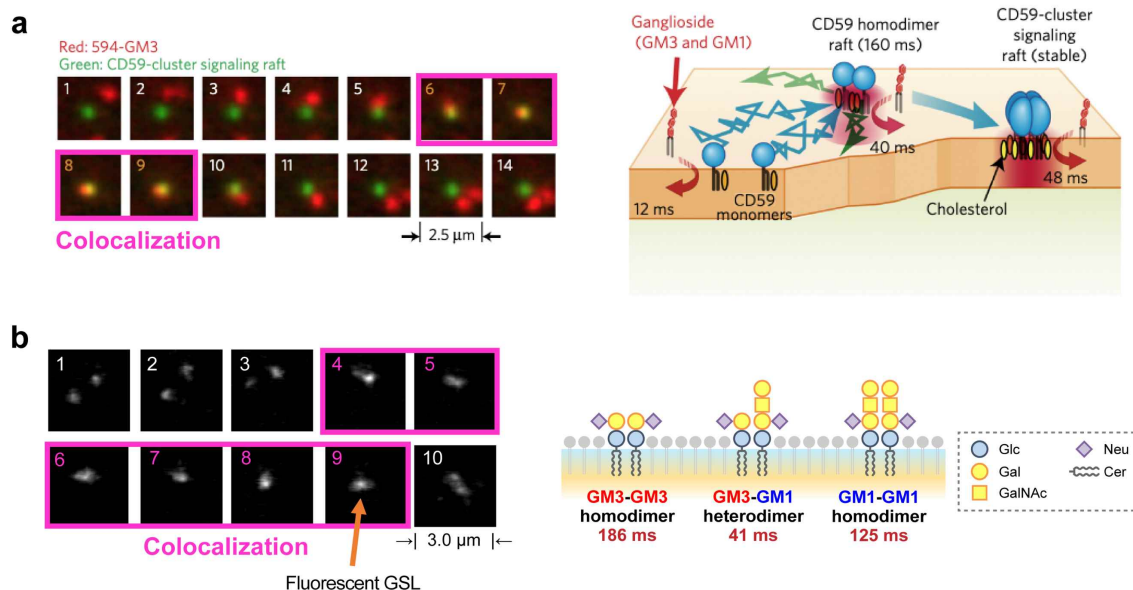 a
Red: 594-GM3
Green: CD59-cluster signaling raft
1 2 3 4 5 6 7
8 9 10 11 12 13 14
Colocalization
2.5 μm
Ganglioside
(GM3 and GM1)
CD59 homodimer
raft (160 ms)
CD59-cluster
signaling raft
(stable)
40 ms
48 ms
12 ms
CD59
monomers
Cholesterol
b
1 2 3 4 5
6 7 8 9 10
Colocalization
3.0 μm
Fluorescent GSL
GM3-GM3
homodimer
186 ms
GM3-GM1
heterodimer
41 ms
GM1-GM1
homodimer
125 ms
Glc
Gal
GalNAc
Neu
Cer